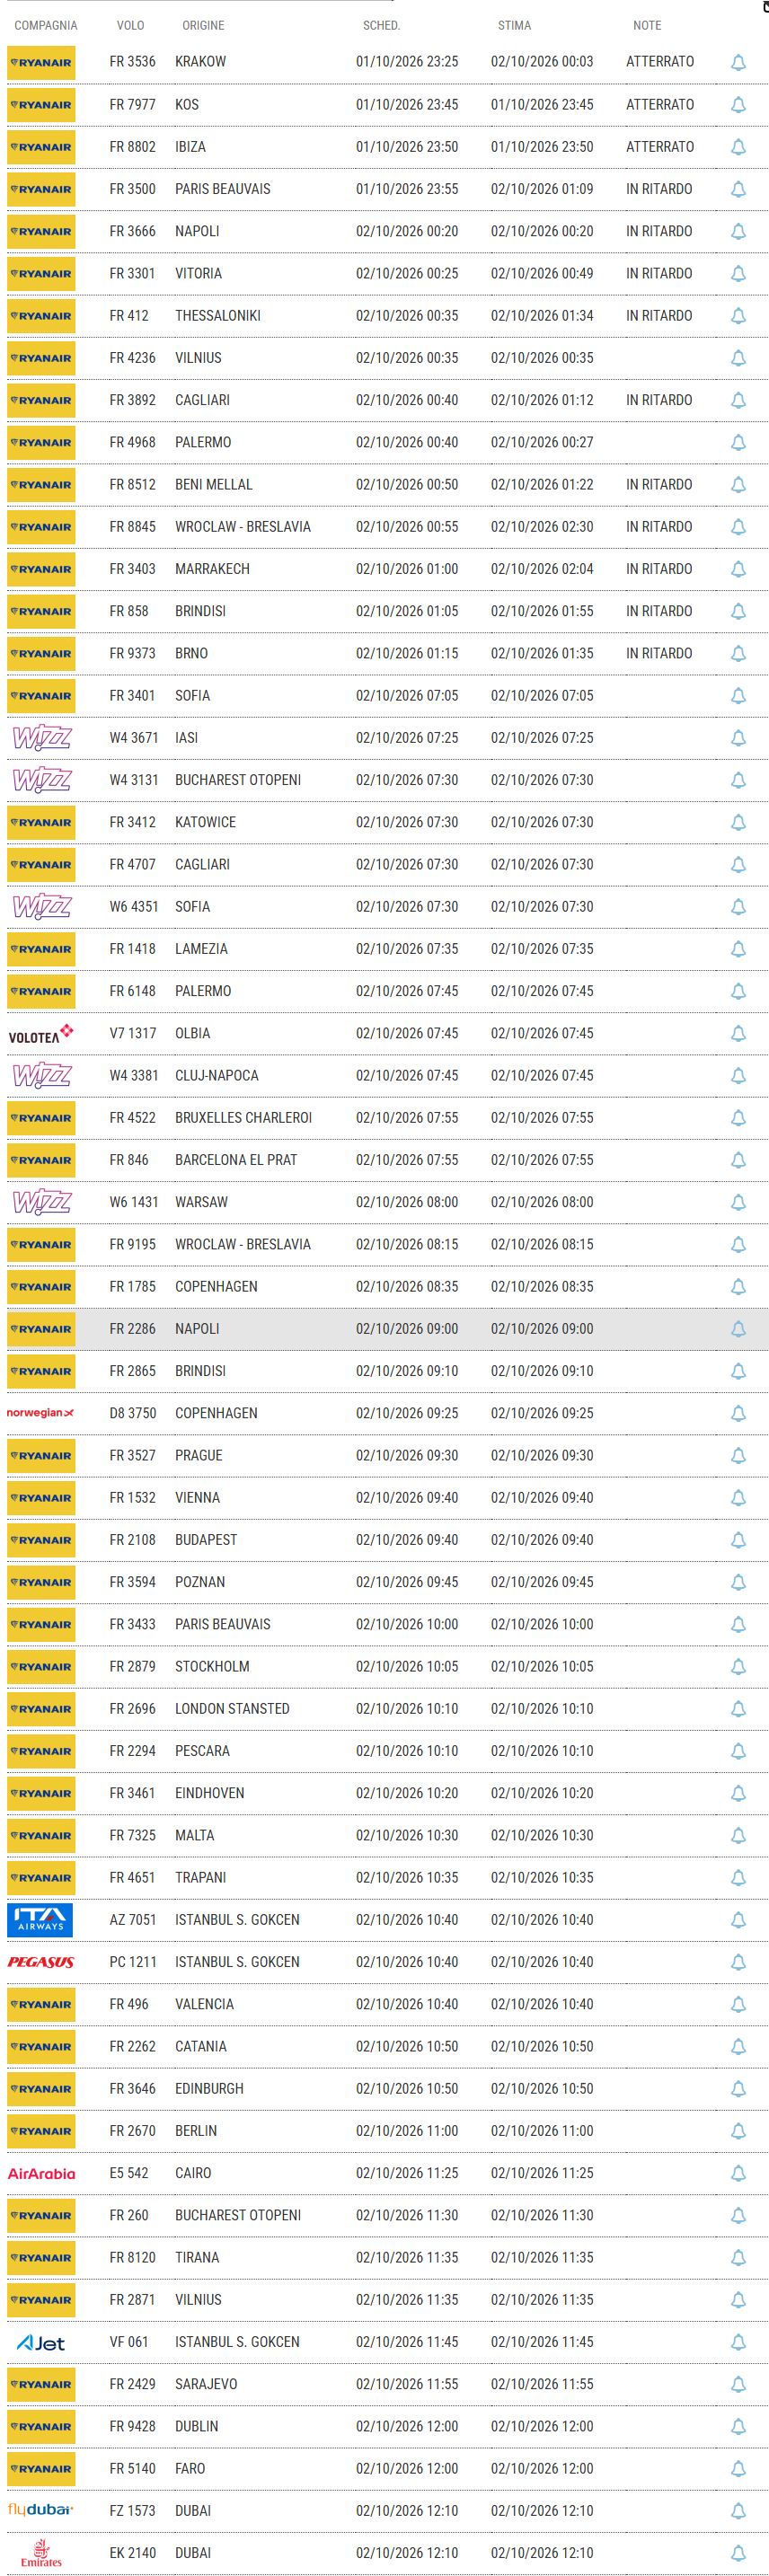 COMPAGNIA VOLO ORIGINE SCHED. STIMA NOTE
RYANAIR FR 3536 KRAKOW 01/10/2026 23:25 02/10/2026 00:03 ATTERRATO
RYANAIR FR 7977 KOS 01/10/2026 23:45 01/10/2026 23:45 ATTERRATO
RYANAIR FR 8802 IBIZA 01/10/2026 23:50 01/10/2026 23:50 ATTERRATO
RYANAIR FR 3500 PARIS BEAUVAIS 01/10/2026 23:55 02/10/2026 01:09 IN RITARDO
RYANAIR FR 3666 NAPOLI 02/10/2026 00:20 02/10/2026 00:20 IN RITARDO
RYANAIR FR 3301 VITORIA 02/10/2026 00:25 02/10/2026 00:49 IN RITARDO
RYANAIR FR 412 THESSALONIKI 02/10/2026 00:35 02/10/2026 01:34 IN RITARDO
RYANAIR FR 4236 VILNIUS 02/10/2026 00:35 02/10/2026 00:35
RYANAIR FR 3892 CAGLIARI 02/10/2026 00:40 02/10/2026 01:12 IN RITARDO
RYANAIR FR 4968 PALERMO 02/10/2026 00:40 02/10/2026 00:27
RYANAIR FR 8512 BENI MELLAL 02/10/2026 00:50 02/10/2026 01:22 IN RITARDO
RYANAIR FR 8845 WROCLAW - BRESLAVIA 02/10/2026 00:55 02/10/2026 02:30 IN RITARDO
RYANAIR FR 3403 MARRAKECH 02/10/2026 01:00 02/10/2026 02:04 IN RITARDO
RYANAIR FR 858 BRINDISI 02/10/2026 01:05 02/10/2026 01:55 IN RITARDO
RYANAIR FR 9373 BRNO 02/10/2026 01:15 02/10/2026 01:35 IN RITARDO
RYANAIR FR 3401 SOFIA 02/10/2026 07:05 02/10/2026 07:05
WIZZ W4 3671 IASI 02/10/2026 07:25 02/10/2026 07:25
WIZZ W4 3131 BUCHAREST OTOPENI 02/10/2026 07:30 02/10/2026 07:30
RYANAIR FR 3412 KATOWICE 02/10/2026 07:30 02/10/2026 07:30
RYANAIR FR 4707 CAGLIARI 02/10/2026 07:30 02/10/2026 07:30
WIZZ W6 4351 SOFIA 02/10/2026 07:30 02/10/2026 07:30
RYANAIR FR 1418 LAMEZIA 02/10/2026 07:35 02/10/2026 07:35
RYANAIR FR 6148 PALERMO 02/10/2026 07:45 02/10/2026 07:45
VOLOTEA V7 1317 OLBIA 02/10/2026 07:45 02/10/2026 07:45
WIZZ W4 3381 CLUJ-NAPOCA 02/10/2026 07:45 02/10/2026 07:45
RYANAIR FR 4522 BRUXELLES CHARLEROI 02/10/2026 07:55 02/10/2026 07:55
RYANAIR FR 846 BARCELONA EL PRAT 02/10/2026 07:55 02/10/2026 07:55
WIZZ W6 1431 WARSAW 02/10/2026 08:00 02/10/2026 08:00
RYANAIR FR 9195 WROCLAW - BRESLAVIA 02/10/2026 08:15 02/10/2026 08:15
RYANAIR FR 1785 COPENHAGEN 02/10/2026 08:35 02/10/2026 08:35
RYANAIR FR 2286 NAPOLI 02/10/2026 09:00 02/10/2026 09:00
RYANAIR FR 2865 BRINDISI 02/10/2026 09:10 02/10/2026 09:10
norwegian D8 3750 COPENHAGEN 02/10/2026 09:25 02/10/2026 09:25
RYANAIR FR 3527 PRAGUE 02/10/2026 09:30 02/10/2026 09:30
RYANAIR FR 1532 VIENNA 02/10/2026 09:40 02/10/2026 09:40
RYANAIR FR 2108 BUDAPEST 02/10/2026 09:40 02/10/2026 09:40
RYANAIR FR 3594 POZNAN 02/10/2026 09:45 02/10/2026 09:45
RYANAIR FR 3433 PARIS BEAUVAIS 02/10/2026 10:00 02/10/2026 10:00
RYANAIR FR 2879 STOCKHOLM 02/10/2026 10:05 02/10/2026 10:05
RYANAIR FR 2696 LONDON STANSTED 02/10/2026 10:10 02/10/2026 10:10
RYANAIR FR 2294 PESCARA 02/10/2026 10:10 02/10/2026 10:10
RYANAIR FR 3461 EINDHOVEN 02/10/2026 10:20 02/10/2026 10:20
RYANAIR FR 7325 MALTA 02/10/2026 10:30 02/10/2026 10:30
RYANAIR FR 4651 TRAPANI 02/10/2026 10:35 02/10/2026 10:35
ITA AIRWAYS AZ 7051 ISTANBUL S. GOKCEN 02/10/2026 10:40 02/10/2026 10:40
PEGASUS PC 1211 ISTANBUL S. GOKCEN 02/10/2026 10:40 02/10/2026 10:40
RYANAIR FR 496 VALENCIA 02/10/2026 10:40 02/10/2026 10:40
RYANAIR FR 2262 CATANIA 02/10/2026 10:50 02/10/2026 10:50
RYANAIR FR 3646 EDINBURGH 02/10/2026 10:50 02/10/2026 10:50
RYANAIR FR 2670 BERLIN 02/10/2026 11:00 02/10/2026 11:00
AirArabia E5 542 CAIRO 02/10/2026 11:25 02/10/2026 11:25
RYANAIR FR 260 BUCHAREST OTOPENI 02/10/2026 11:30 02/10/2026 11:30
RYANAIR FR 8120 TIRANA 02/10/2026 11:35 02/10/2026 11:35
RYANAIR FR 2871 VILNIUS 02/10/2026 11:35 02/10/2026 11:35
AJet VF 061 ISTANBUL S. GOKCEN 02/10/2026 11:45 02/10/2026 11:45
RYANAIR FR 2429 SARAJEVO 02/10/2026 11:55 02/10/2026 11:55
RYANAIR FR 9428 DUBLIN 02/10/2026 12:00 02/10/2026 12:00
RYANAIR FR 5140 FARO 02/10/2026 12:00 02/10/2026 12:00
flydubai FZ 1573 DUBAI 02/10/2026 12:10 02/10/2026 12:10
Emirates EK 2140 DUBAI 02/10/2026 12:10 02/10/2026 12:10